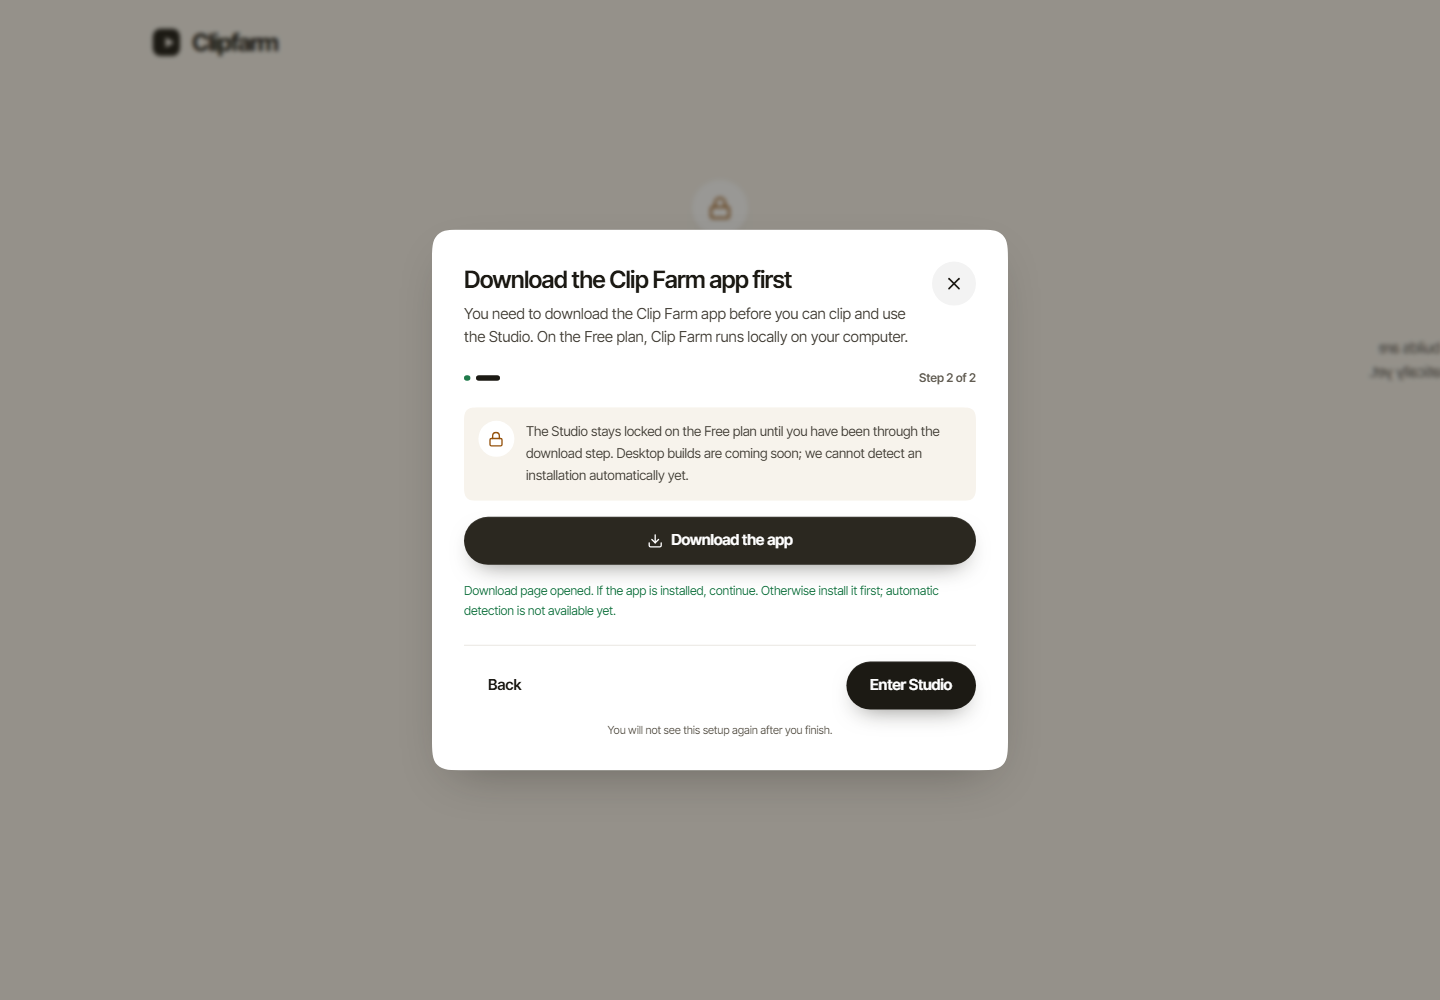 Clipfarm
Download the Clip Farm app first
You need to download the Clip Farm app before you can clip and use
the Studio. On the Free plan, Clip Farm runs locally on your computer.
Step 2 of 2
The Studio stays locked on the Free plan until you have been through the
download step. Desktop builds are coming soon; we cannot detect an
installation automatically yet.
Download the app
Download page opened. If the app is installed, continue. Otherwise install it first; automatic
detection is not available yet.
Back
Enter Studio
You will not see this setup again after you finish.